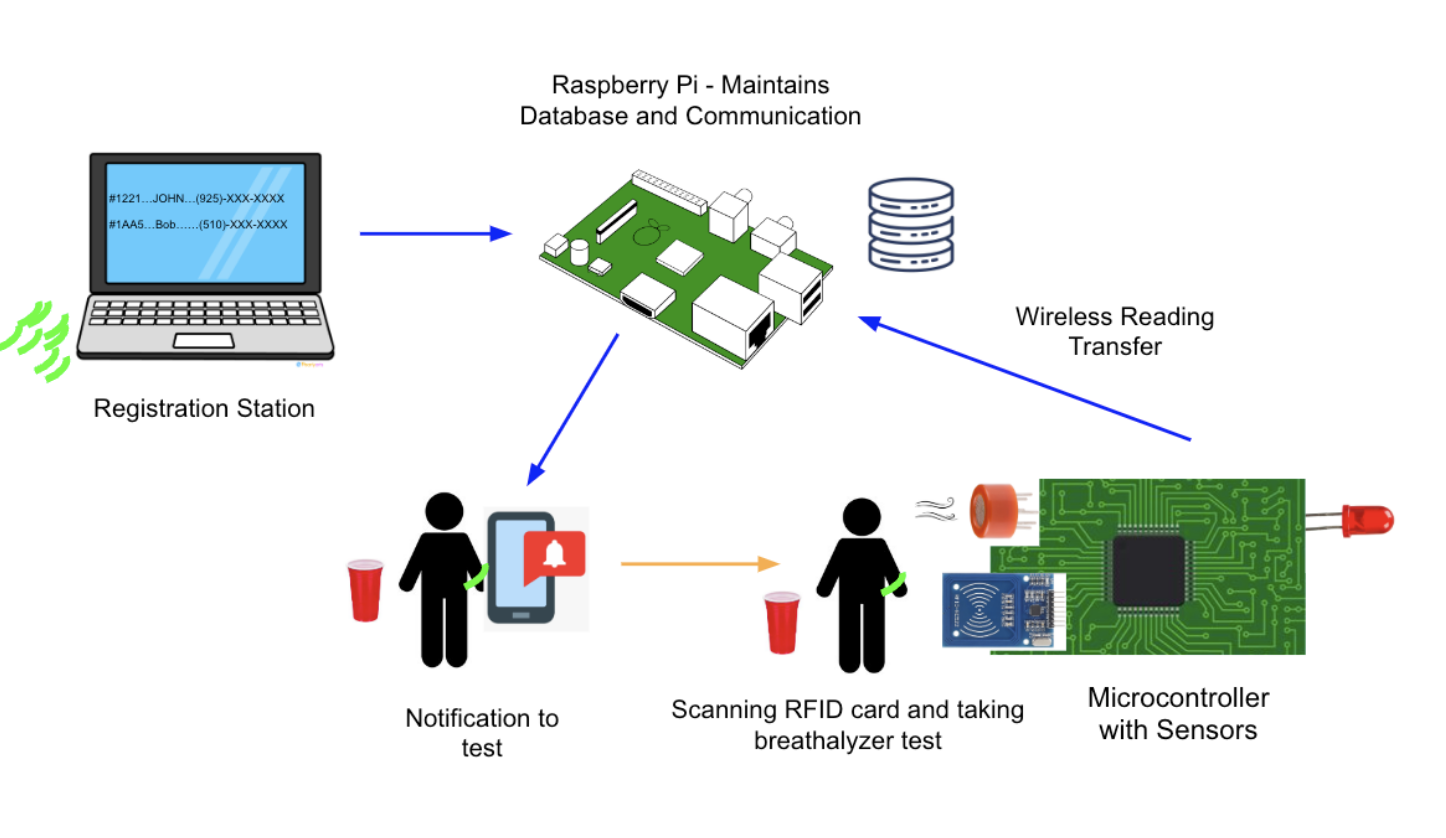 Raspberry Pi - Maintains
Database and Communication
#1221...JOHN...(925)-XXX-XXXX
#1AA5...Bob......(510)-XXX-XXXX
Registration Station
Wireless Reading
Transfer
Notification to
test
Scanning RFID card and taking
breathalyzer test
Microcontroller
with Sensors